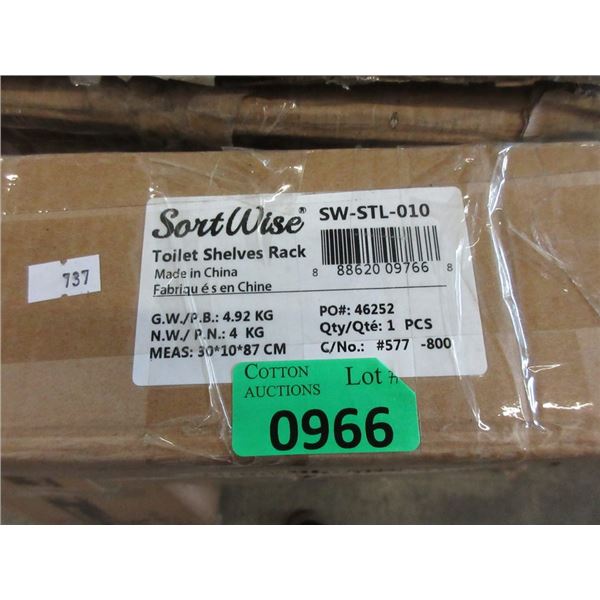 SortWise® SW-STL-010
Toilet Shelves Rack
Made in China
Fabriqu é s en Chine
8 88620 09766 8
737
G.W./P.B.: 4.92 KG
N.W./ P.N.: 4 KG
MEAS: 30*10*87 CM
PO#: 46252
Qty/Qté: 1 PCS
C/No.: #577 -800
COTTON AUCTIONS Lot #
0966